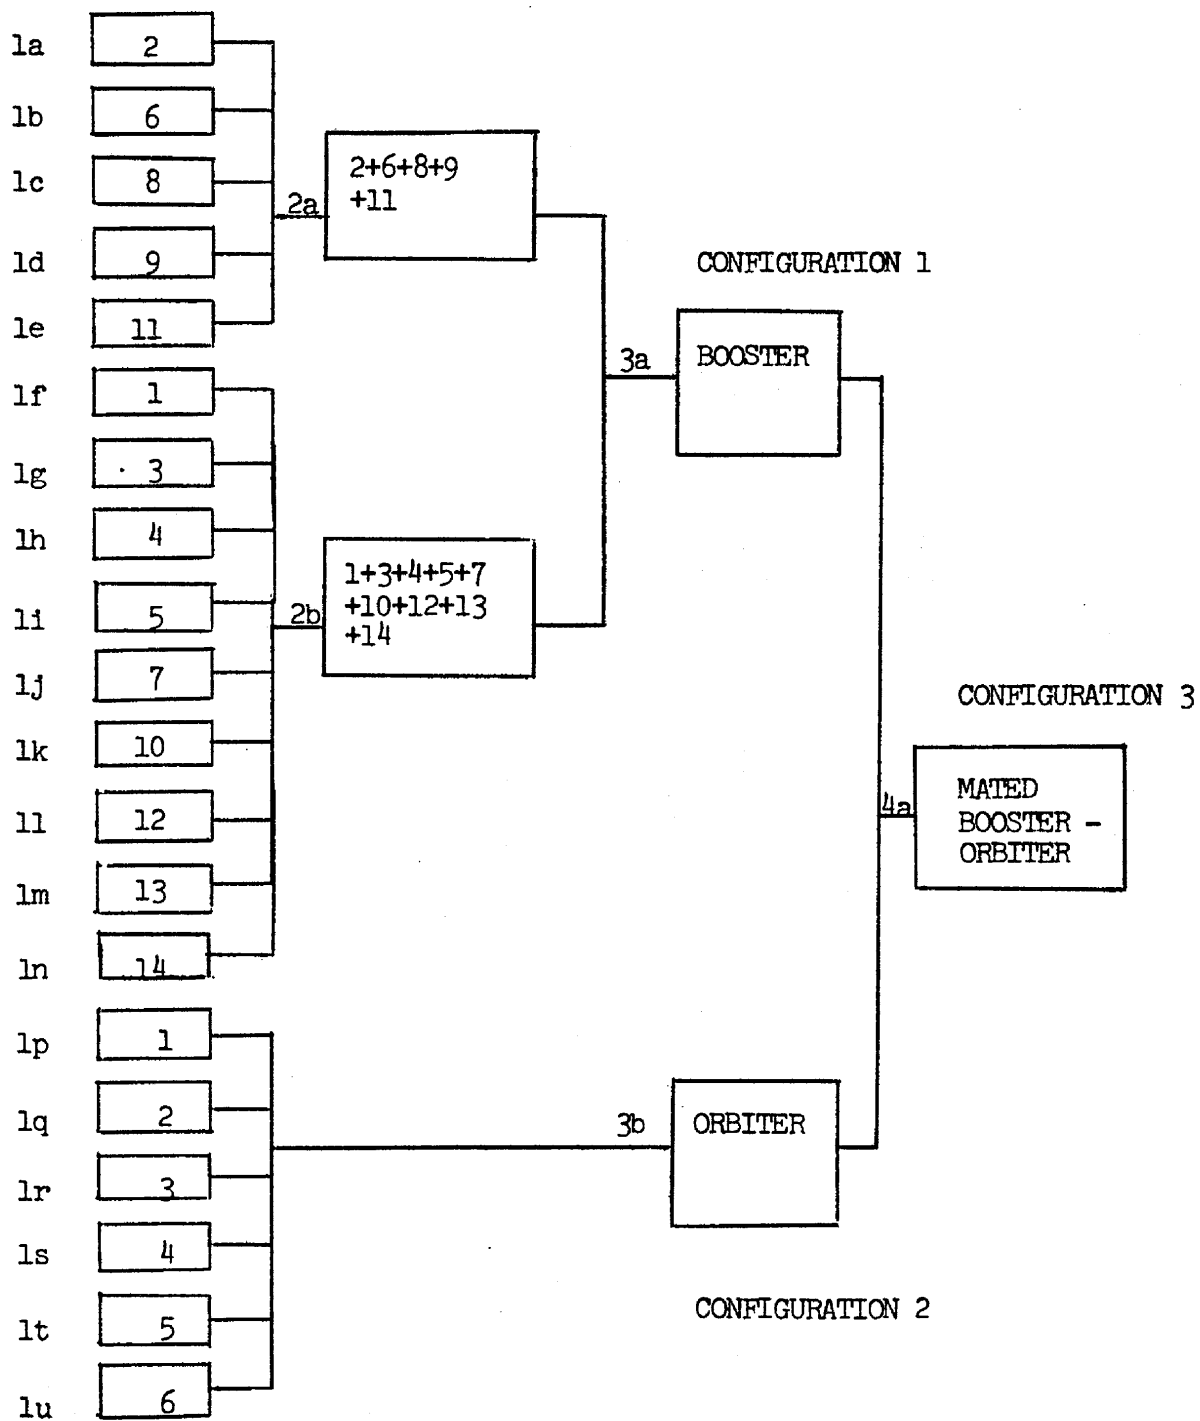 1a 2
1b 6
1c 8
1d 9
1e 11
1f 1
1g 3
1h 4
1i 5
1j 7
1k 10
1l 12
1m 13
1n 14
1p 1
1q 2
1r 3
1s 4
1t 5
1u 6
2a
2+6+8+9
+11
2b
1+3+4+5+7
+10+12+13
+14
CONFIGURATION 1
3a
BOOSTER
3b
ORBITER
CONFIGURATION 2
CONFIGURATION 3
4a
MATED
BOOSTER -
ORBITER